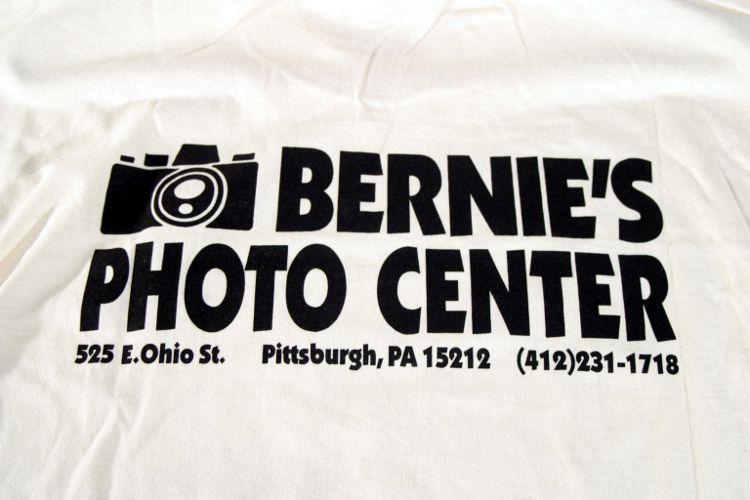 BERNIE'S
PHOTO CENTER
525 E.Ohio St. Pittsburgh, PA 15212 (412)231-1718